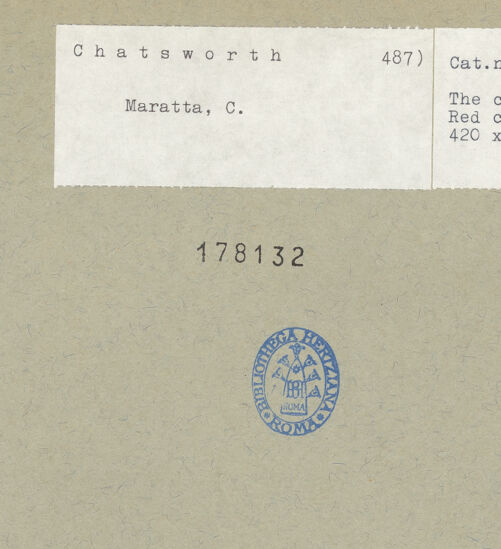 Chatsworth 487)
Maratta, C.
Cat.n
The c
Red c
420 x
178132
BIBLIOTHECA HERTZIANA
ROMA
ROMA